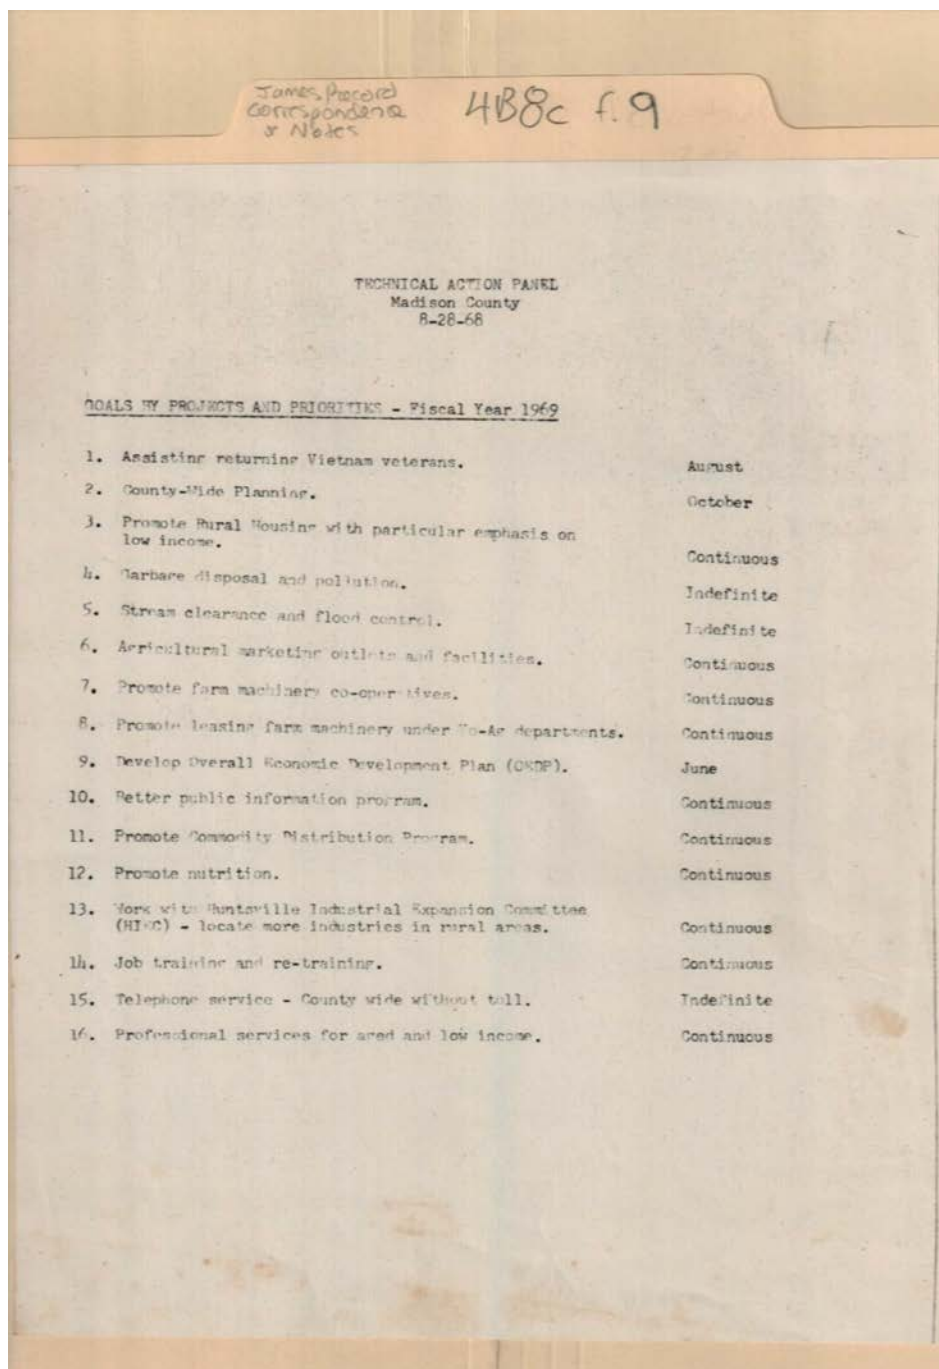 James Record
Correspondence
& Notes
4B8c f.9
TECHNICAL ACTION PANEL
Madison County
8-28-68
GOALS BY PROJECTS AND PRIORITIES - Fiscal Year 1969
1. Assisting returning Vietnam veterans. August
2. County-Wide Planning. October
3. Promote Rural Housing with particular emphasis on
low income. Continuous
4. Garbage disposal and pollution. Indefinite
5. Stream clearance and flood control. Indefinite
6. Agricultural marketing outlets and facilities. Continuous
7. Promote farm machinery co-operatives. Continuous
8. Promote leasing farm machinery under Vo-Ag departments. Continuous
9. Develop Overall Economic Development Plan (OEDP). June
10. Better public information program. Continuous
11. Promote Commodity Distribution Program. Continuous
12. Promote nutrition. Continuous
13. Work with Huntsville Industrial Expansion Committee
(HIEC) - locate more industries in rural areas. Continuous
14. Job training and re-training. Continuous
15. Telephone service - County wide without toll. Indefinite
16. Professional services for aged and low income. Continuous